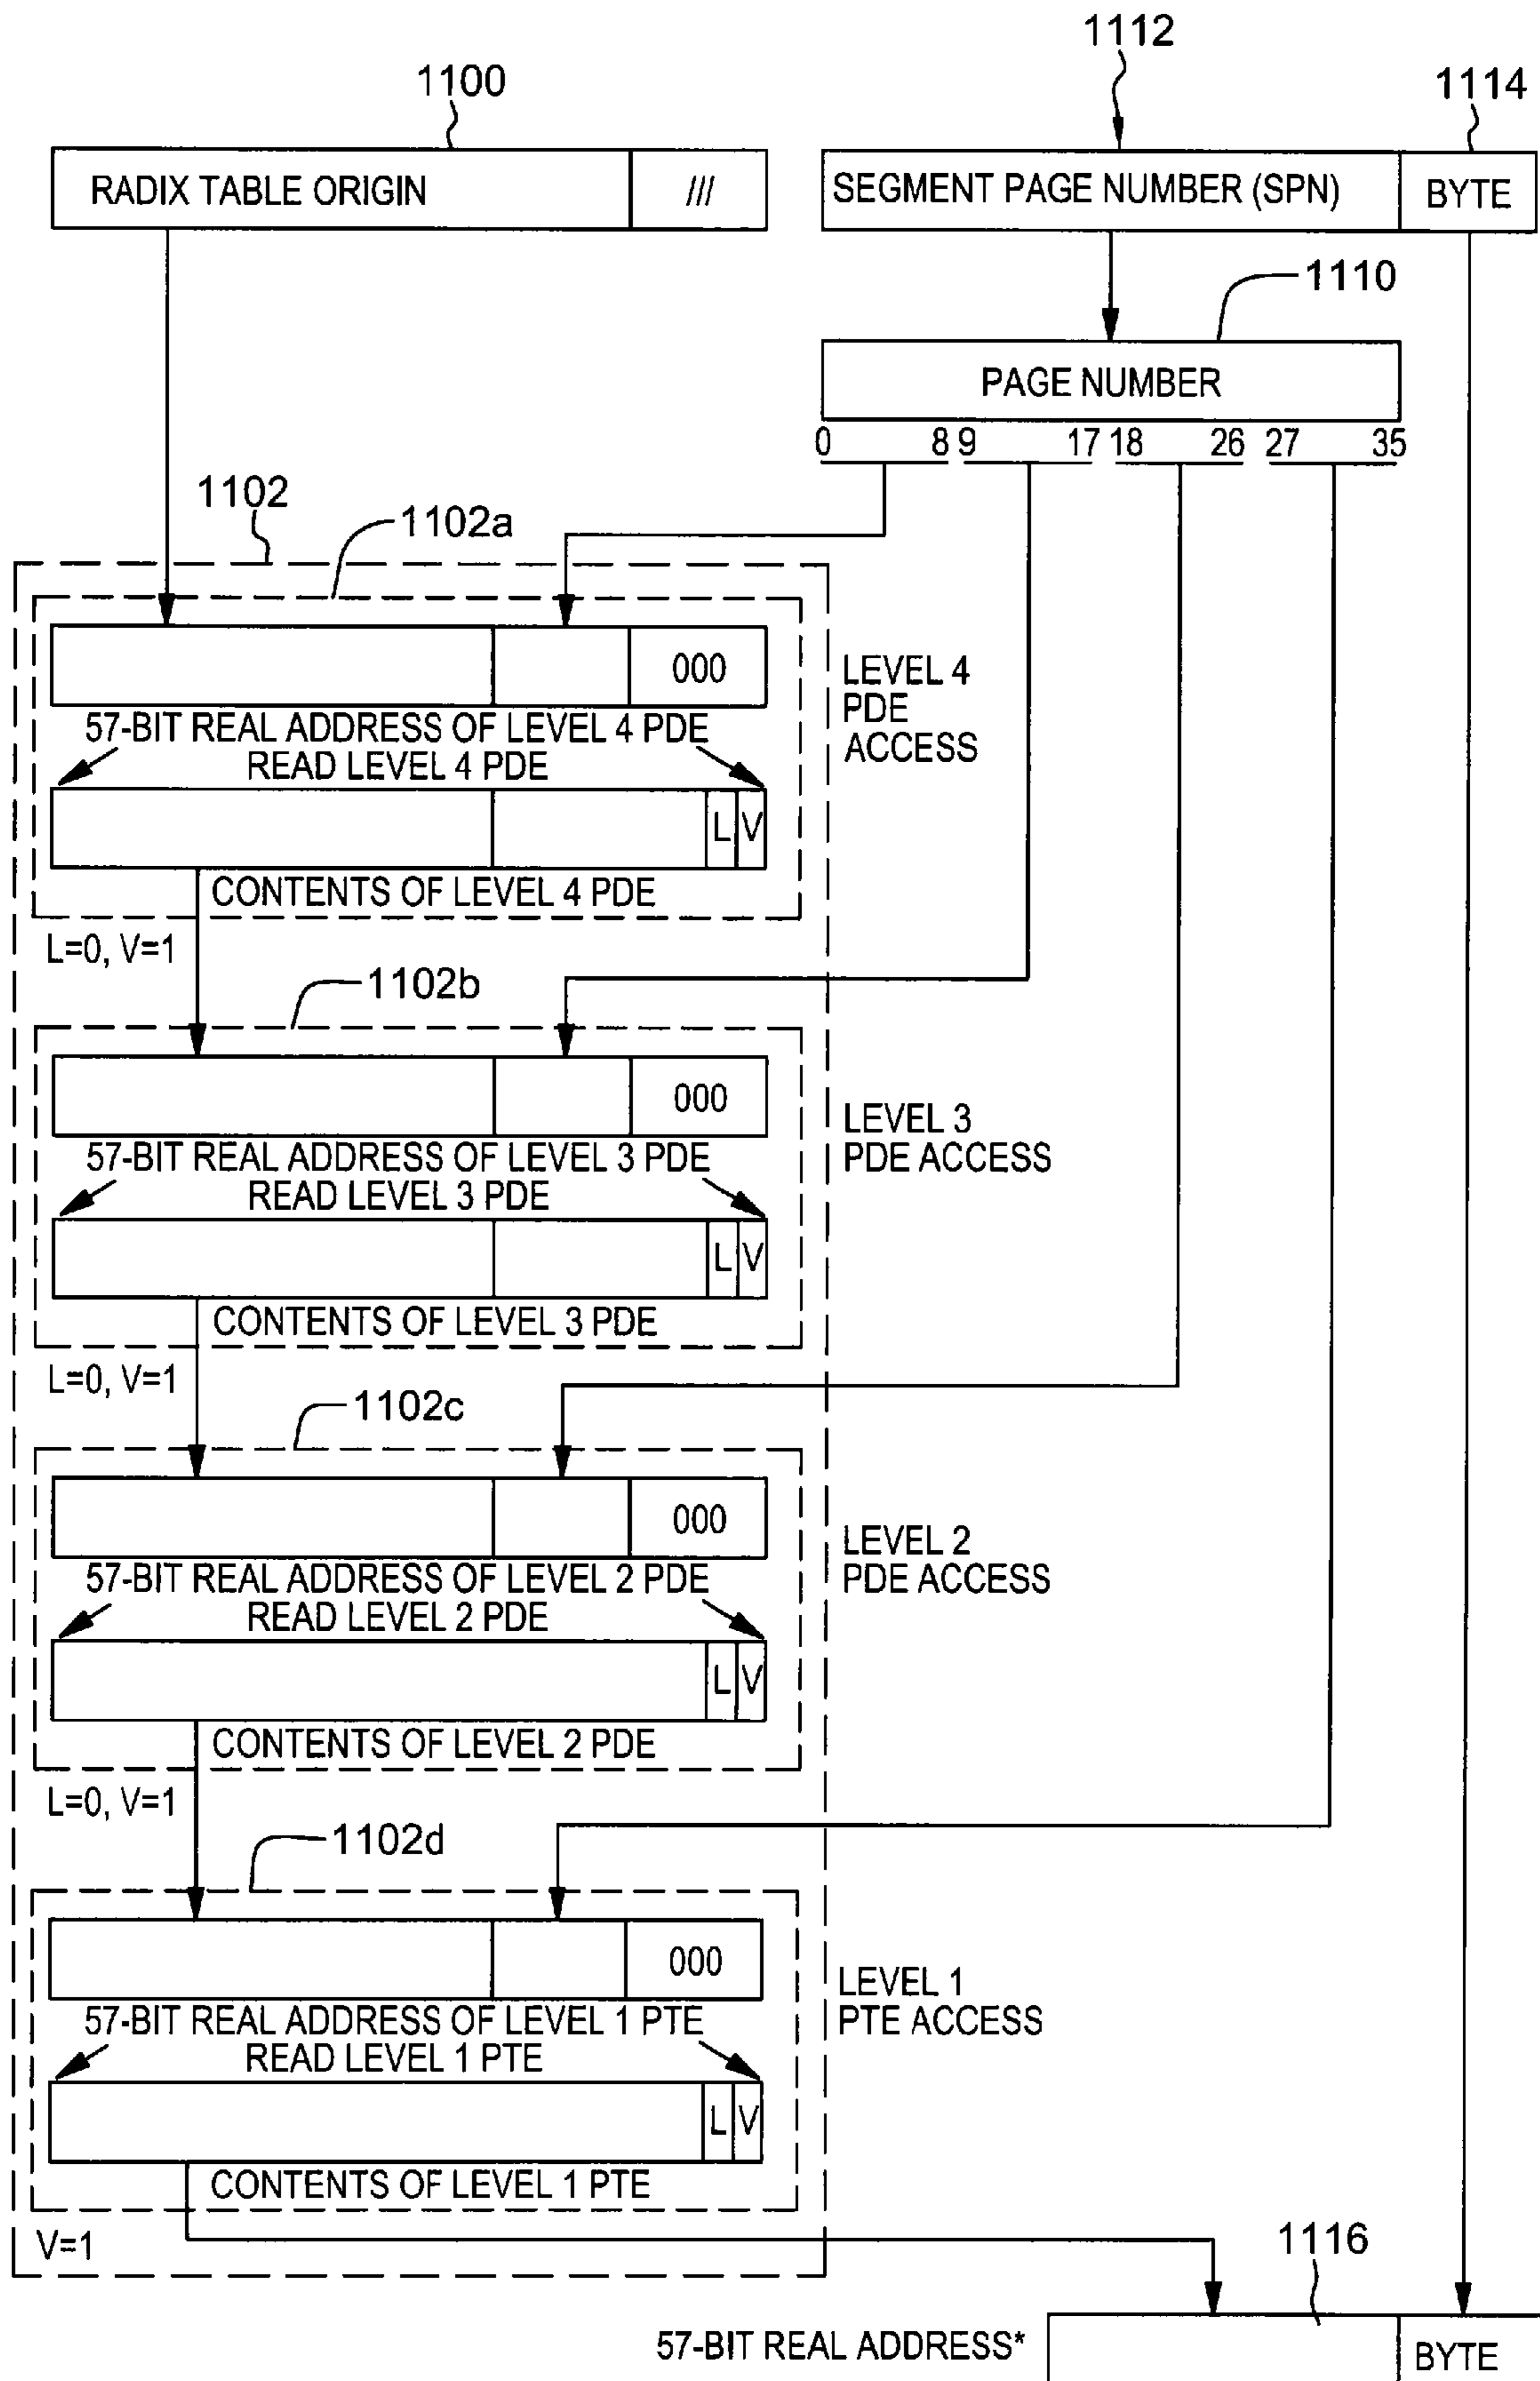 1112
1100
1114
RADIX TABLE ORIGIN
///
SEGMENT PAGE NUMBER (SPN)
BYTE
1110
PAGE NUMBER
0 8 9 17 18 26 27 35
1102
1102a
000
LEVEL 4
PDE
ACCESS
57-BIT REAL ADDRESS OF LEVEL 4 PDE
READ LEVEL 4 PDE
L V
CONTENTS OF LEVEL 4 PDE
L=0, V=1
1102b
000
LEVEL 3
PDE ACCESS
57-BIT REAL ADDRESS OF LEVEL 3 PDE
READ LEVEL 3 PDE
L V
CONTENTS OF LEVEL 3 PDE
L=0, V=1
1102c
000
LEVEL 2
PDE ACCESS
57-BIT REAL ADDRESS OF LEVEL 2 PDE
READ LEVEL 2 PDE
L V
CONTENTS OF LEVEL 2 PDE
L=0, V=1
1102d
000
LEVEL 1
PTE ACCESS
57-BIT REAL ADDRESS OF LEVEL 1 PTE
READ LEVEL 1 PTE
L V
CONTENTS OF LEVEL 1 PTE
V=1
1116
57-BIT REAL ADDRESS*
BYTE